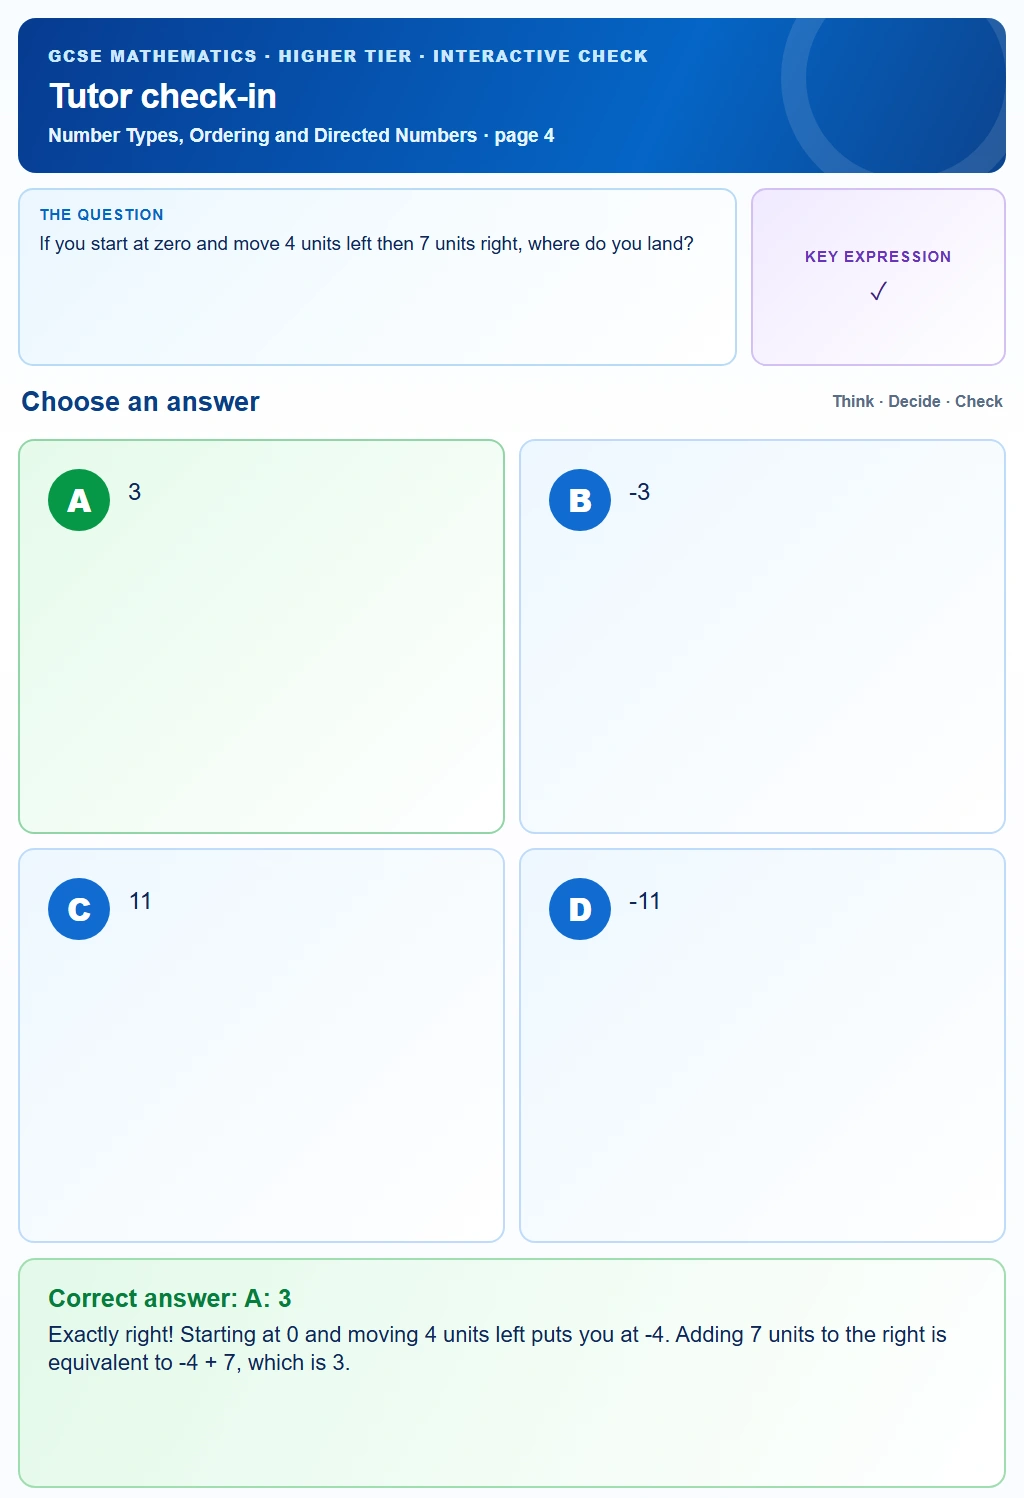 GCSE MATHEMATICS · HIGHER TIER · INTERACTIVE CHECK
Tutor check-in
Number Types, Ordering and Directed Numbers · page 4
THE QUESTION
If you start at zero and move 4 units left then 7 units right, where do you land?
KEY EXPRESSION
✓
Choose an answer
Think · Decide · Check
A 3
B -3
C 11
D -11
Correct answer: A: 3
Exactly right! Starting at 0 and moving 4 units left puts you at -4. Adding 7 units to the right is
equivalent to -4 + 7, which is 3.